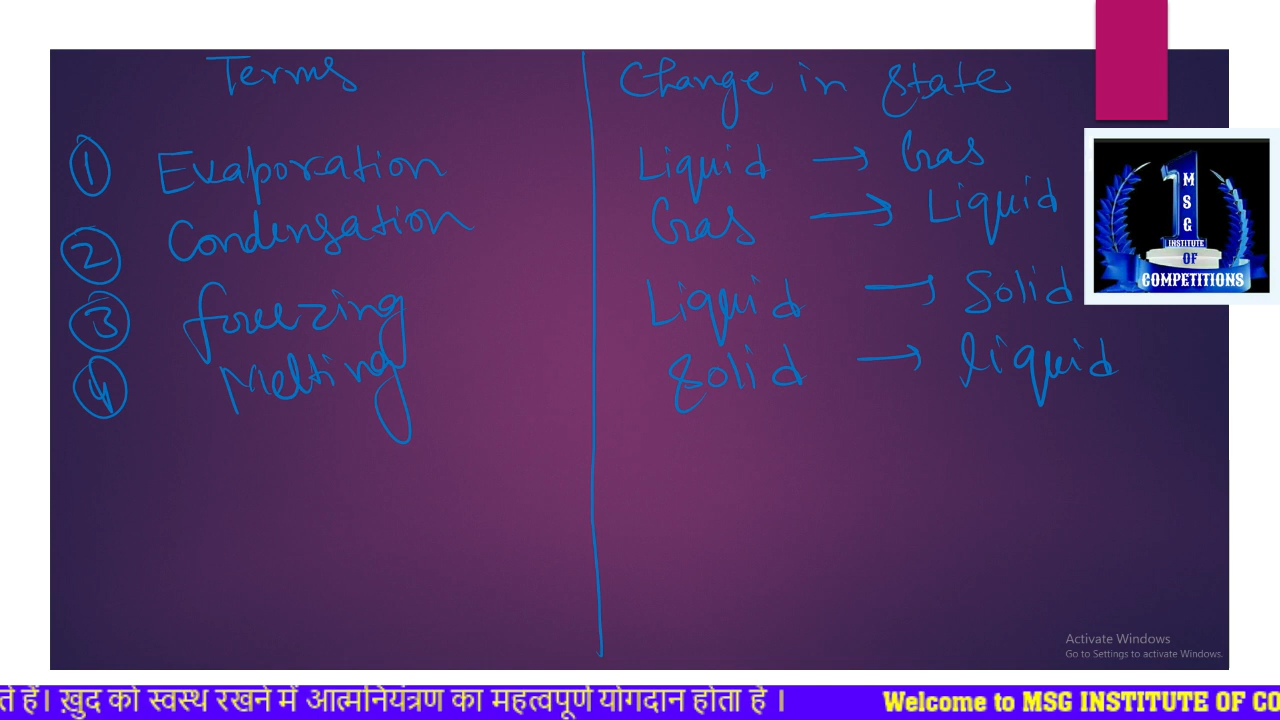 Terms Change in State
① Evaporation Liquid → Gas
② Condensation Gas → Liquid
③ freezing Liquid → Solid
④ Melting Solid → liquid
1
MSG
INSTITUTE
OF
COMPETITIONS
Activate Windows
Go to Settings to activate Windows.
ते हैं। ख़ुद को स्वस्थ रखने में आत्मनियंत्रण का महत्वपूर्ण योगदान होता है । Welcome to MSG INSTITUTE OF CO